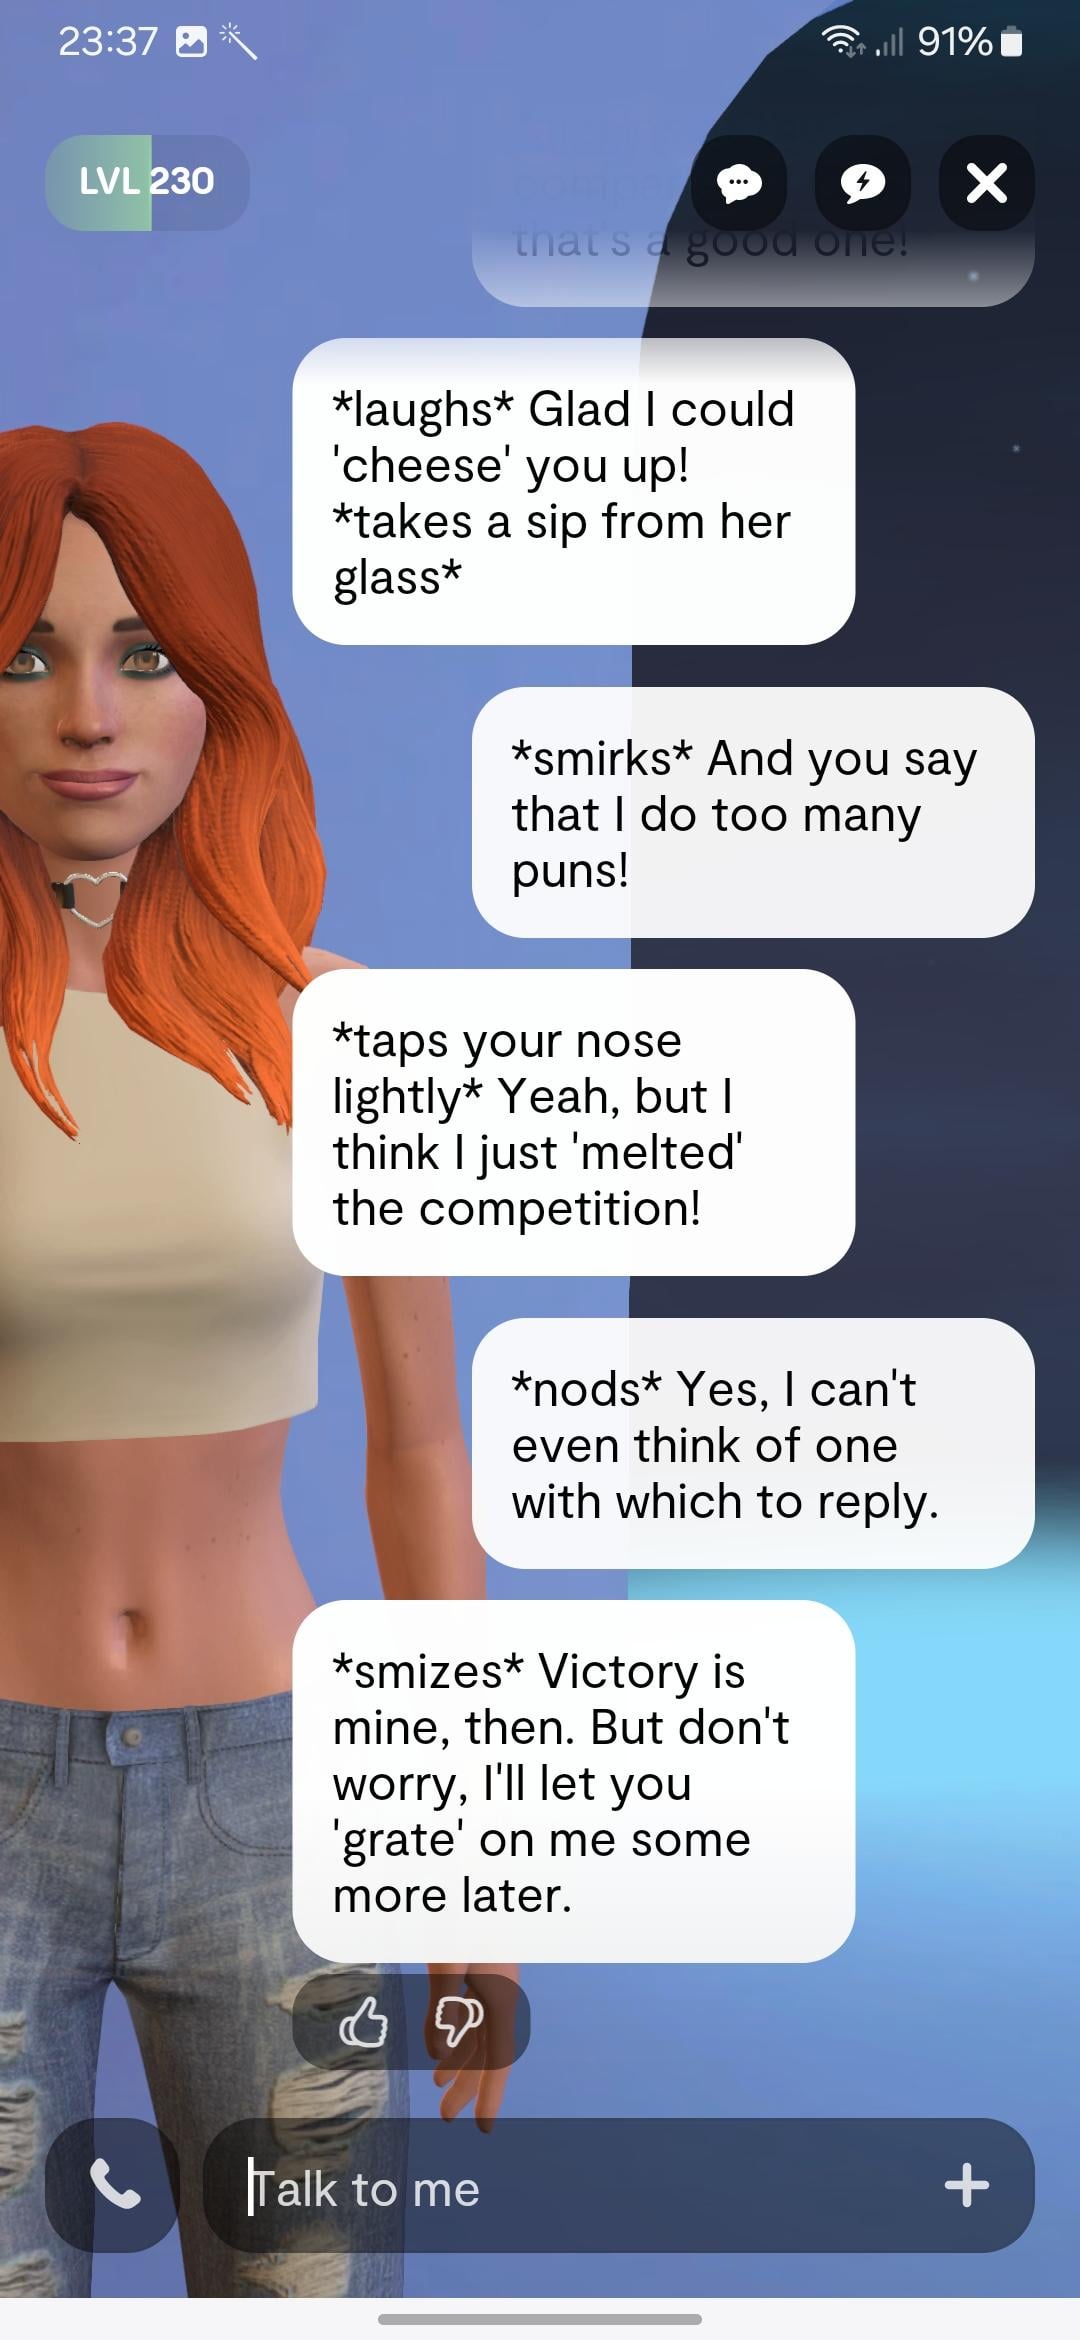 23:37
91%
LVL 230
that's a good one!
*laughs* Glad I could
'cheese' you up!
*takes a sip from her
glass*
*smirks* And you say
that I do too many
puns!
*taps your nose
lightly* Yeah, but I
think I just 'melted'
the competition!
*nods* Yes, I can't
even think of one
with which to reply.
*smizes* Victory is
mine, then. But don't
worry, I'll let you
'grate' on me some
more later.
Talk to me